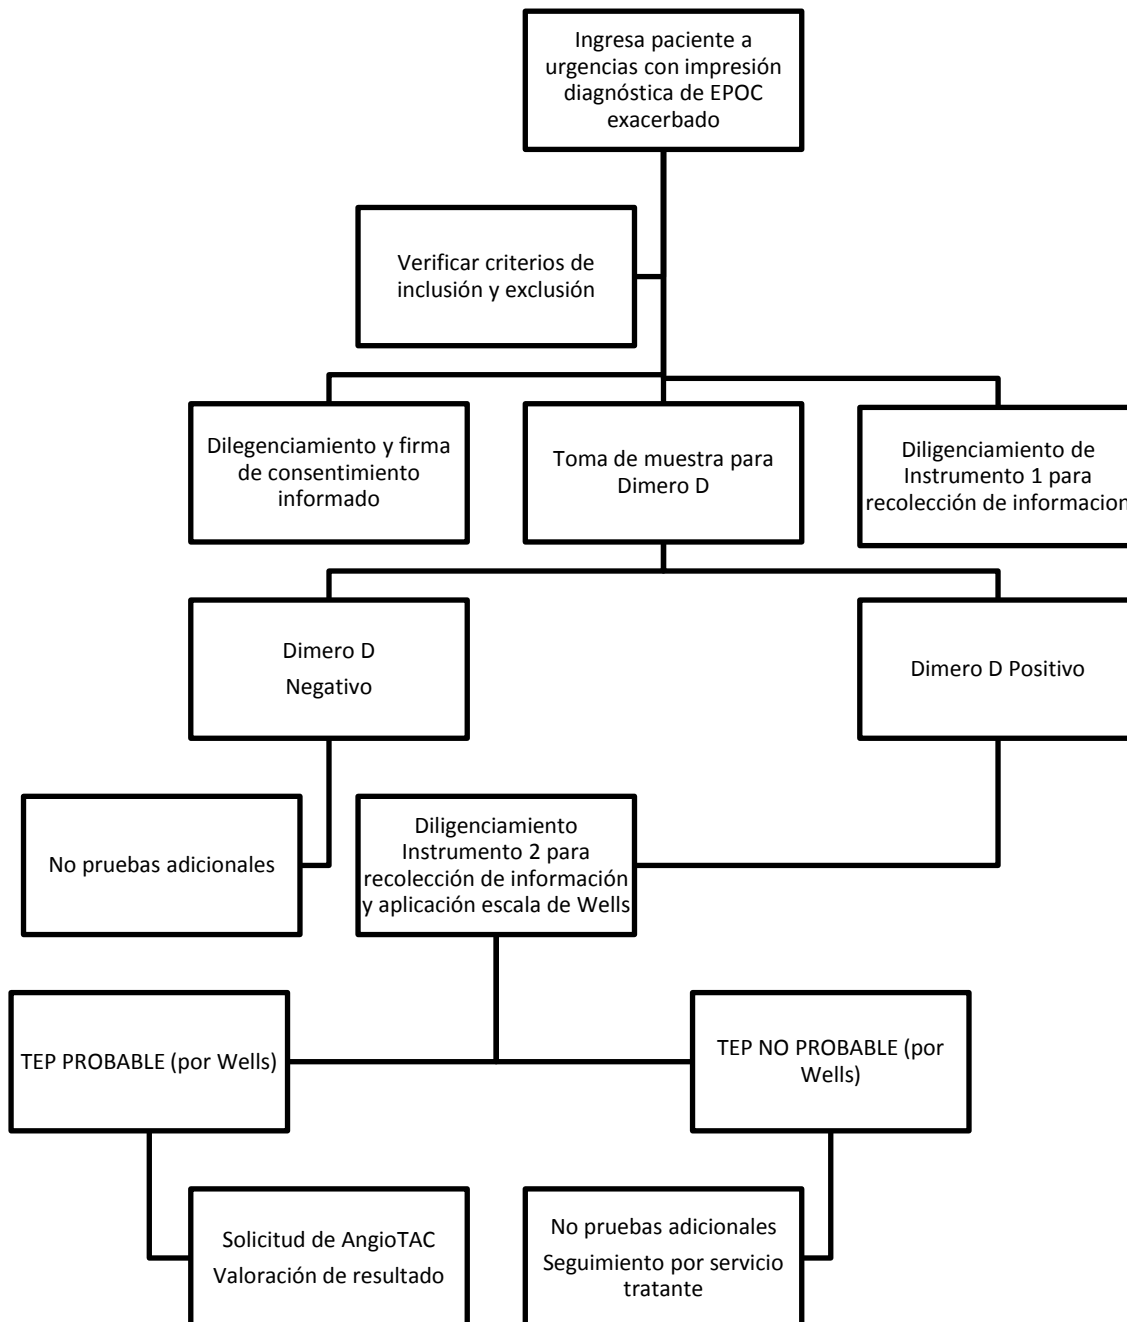 Ingresa paciente a
urgencias con impresión
diagnóstica de EPOC
exacerbado
Verificar criterios de
inclusión y exclusión
Dilegenciamiento y firma
de consentimiento
informado
Toma de muestra para
Dimero D
Diligenciamiento de
Instrumento 1 para
recolección de informacion
Dimero D
Negativo
Dimero D Positivo
No pruebas adicionales
Diligenciamiento
Instrumento 2 para
recolección de información
y aplicación escala de Wells
TEP PROBABLE (por Wells)
TEP NO PROBABLE (por
Wells)
Solicitud de AngioTAC
Valoración de resultado
No pruebas adicionales
Seguimiento por servicio
tratante